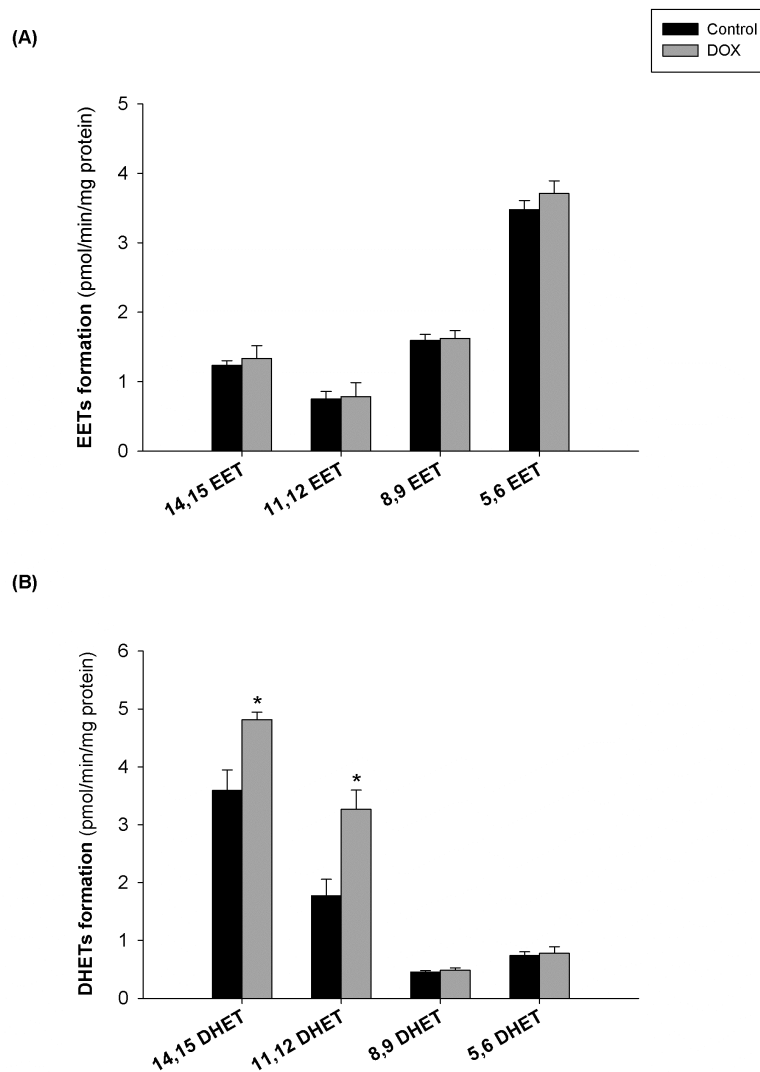 (A)
Control
DOX
EETs formation (pmol/min/mg protein)
5
4
3
2
1
0
14,15 EET
11,12 EET
8,9 EET
5,6 EET
(B)
DHETs formation (pmol/min/mg protein)
6
5
4
3
2
1
0
*
*
14,15 DHET
11,12 DHET
8,9 DHET
5,6 DHET